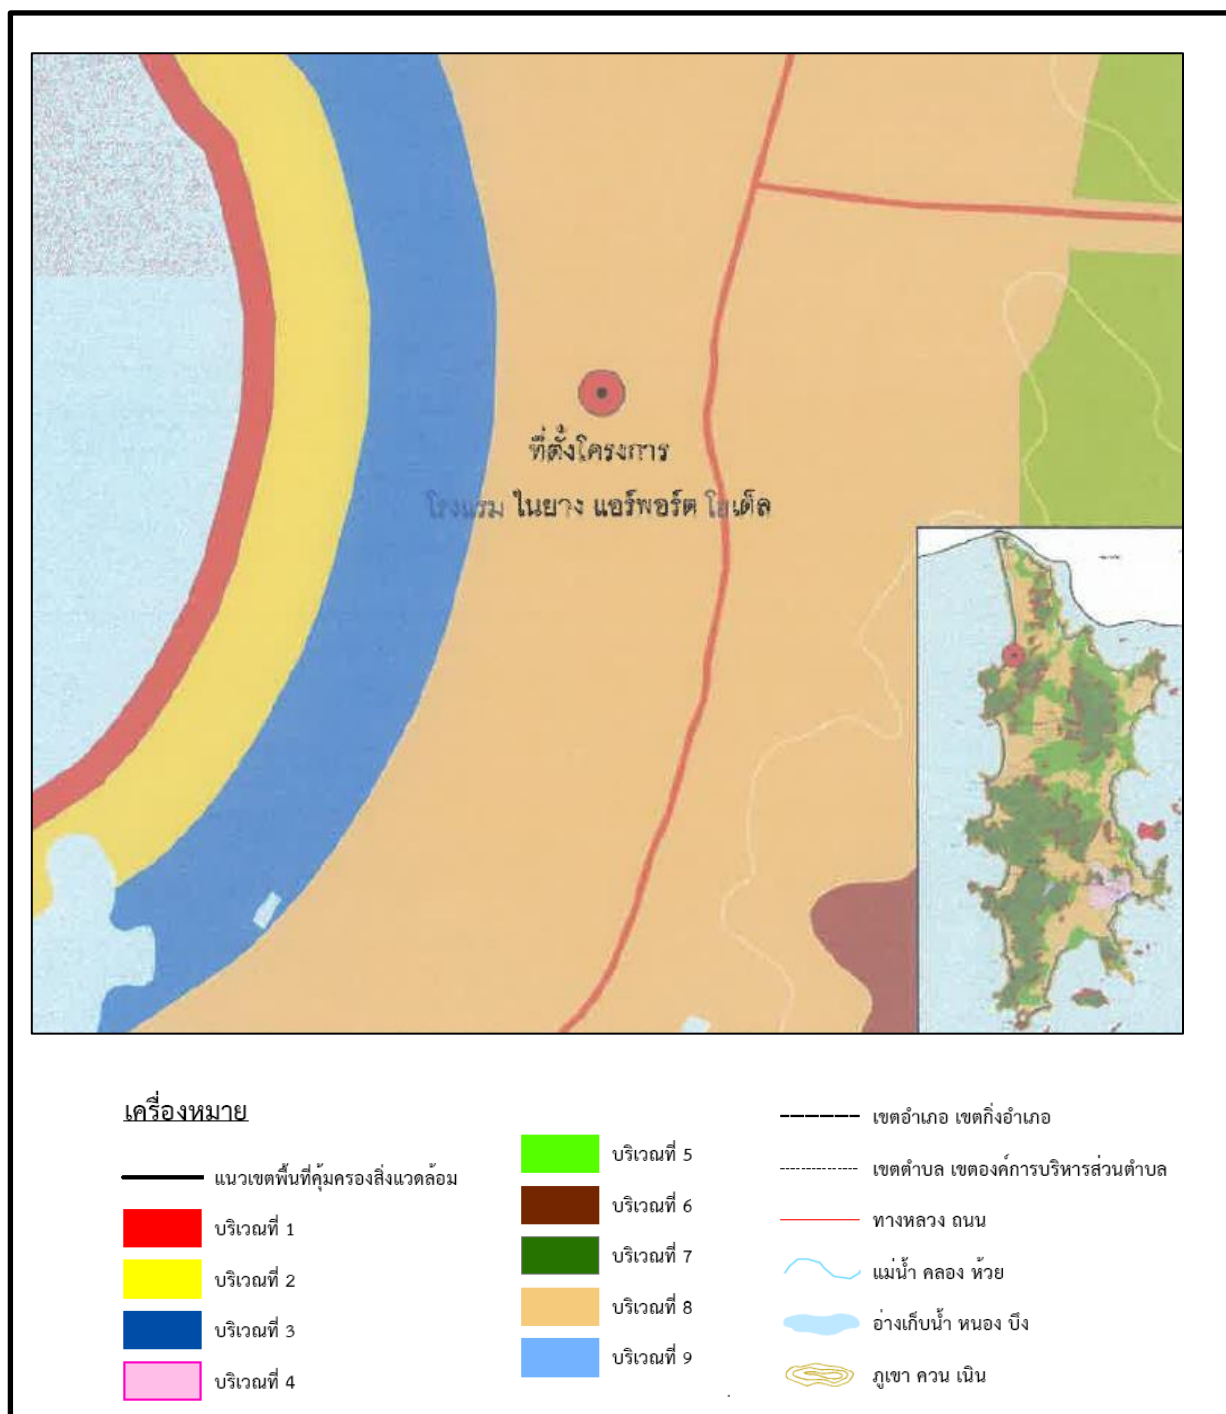 ที่ตั้งโครงการ
โรงแรม ในยาง แอร์พอร์ต โฮเต็ล
เครื่องหมาย
แนวเขตพื้นที่คุ้มครองสิ่งแวดล้อม
บริเวณที่ 1
บริเวณที่ 2
บริเวณที่ 3
บริเวณที่ 4
บริเวณที่ 5
บริเวณที่ 6
บริเวณที่ 7
บริเวณที่ 8
บริเวณที่ 9
เขตอำเภอ เขตกิ่งอำเภอ
เขตตำบล เขตองค์การบริหารส่วนตำบล
ทางหลวง ถนน
แม่น้ำ คลอง ห้วย
อ่างเก็บน้ำ หนอง บึง
ภูเขา ควน เนิน